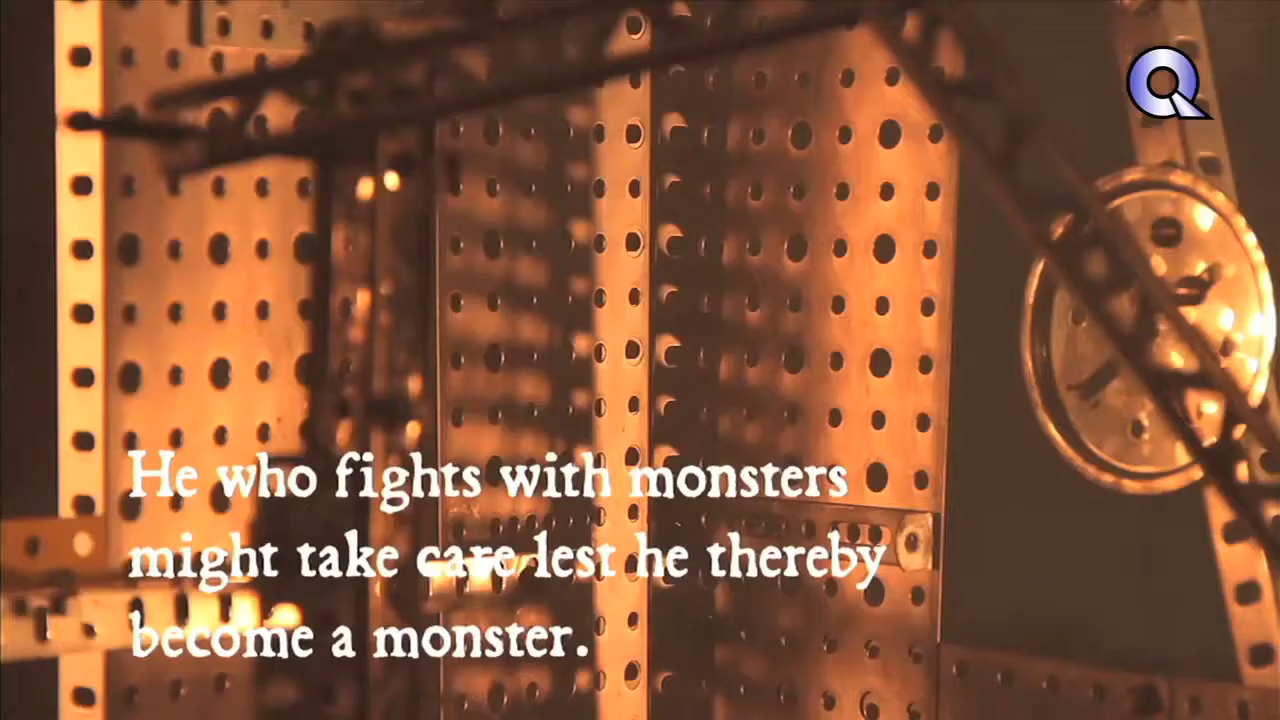 Q
He who fights with monsters
might take care lest he thereby
become a monster.